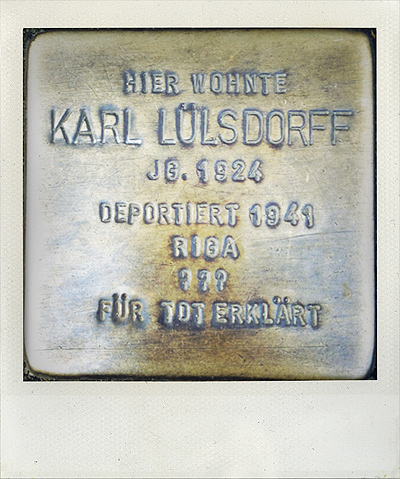 HIER WOHNTE
KARL LÜLSDORFF
JG. 1924
DEPORTIERT 1941
RIGA
???
FÜR TOT ERKLÄRT